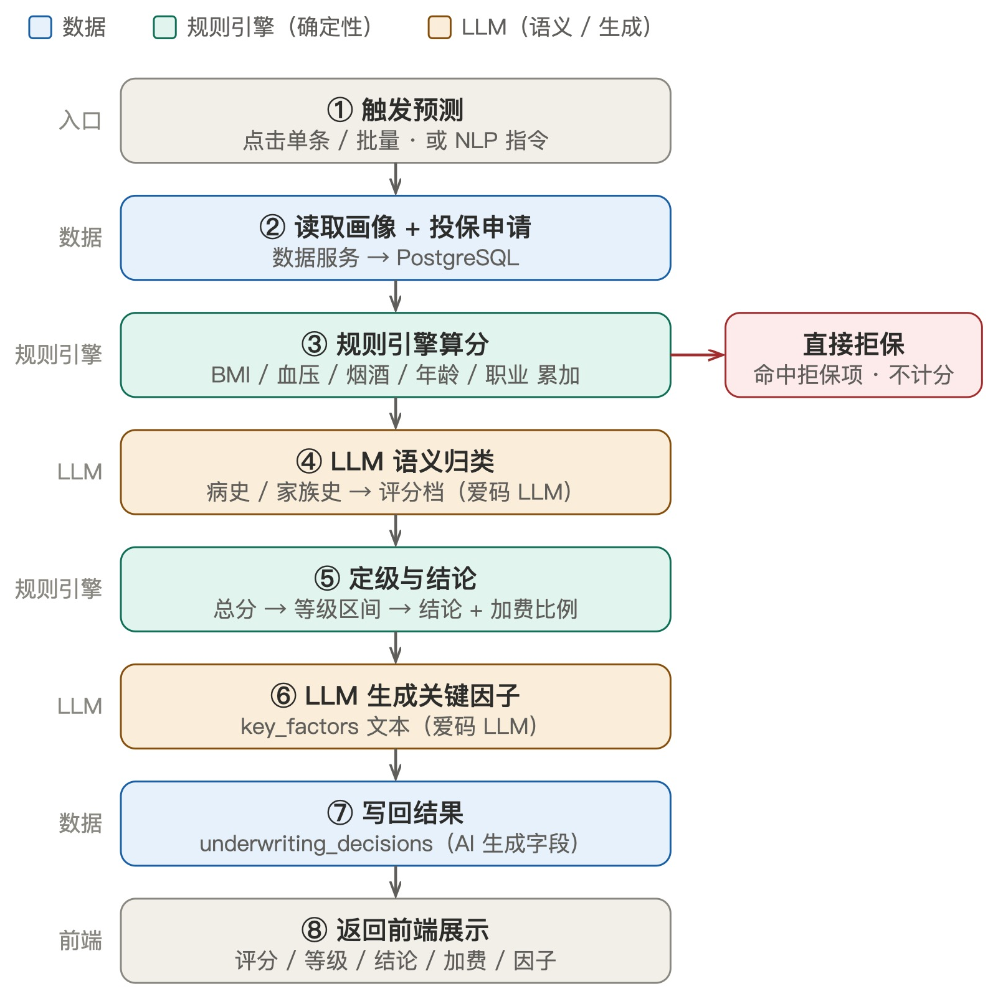 数据
规则引擎（确定性）
LLM（语义 / 生成）
入口
① 触发预测
点击单条 / 批量 · 或 NLP 指令
数据
② 读取画像 + 投保申请
数据服务 → PostgreSQL
规则引擎
③ 规则引擎算分
BMI / 血压 / 烟酒 / 年龄 / 职业 累加
直接拒保
命中拒保项 · 不计分
LLM
④ LLM 语义归类
病史 / 家族史 → 评分档（爱码 LLM）
规则引擎
⑤ 定级与结论
总分 → 等级区间 → 结论 + 加费比例
LLM
⑥ LLM 生成关键因子
key_factors 文本（爱码 LLM）
数据
⑦ 写回结果
underwriting_decisions（AI 生成字段）
前端
⑧ 返回前端展示
评分 / 等级 / 结论 / 加费 / 因子